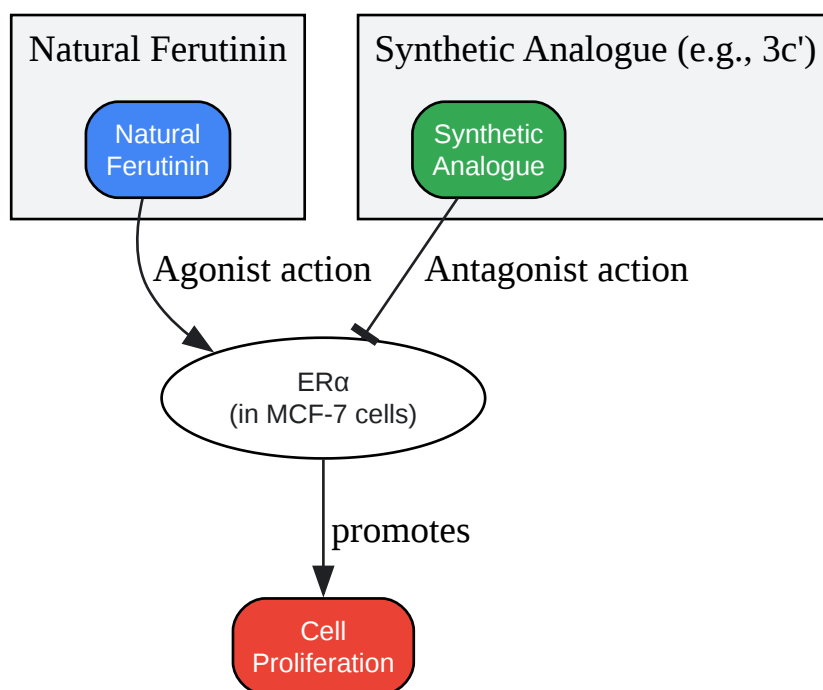 Natural Ferutinin
Synthetic Analogue (e.g., 3c')
Natural
Ferutinin
Synthetic
Analogue
Agonist action
Antagonist action
ERα
(in MCF-7 cells)
promotes
Cell
Proliferation